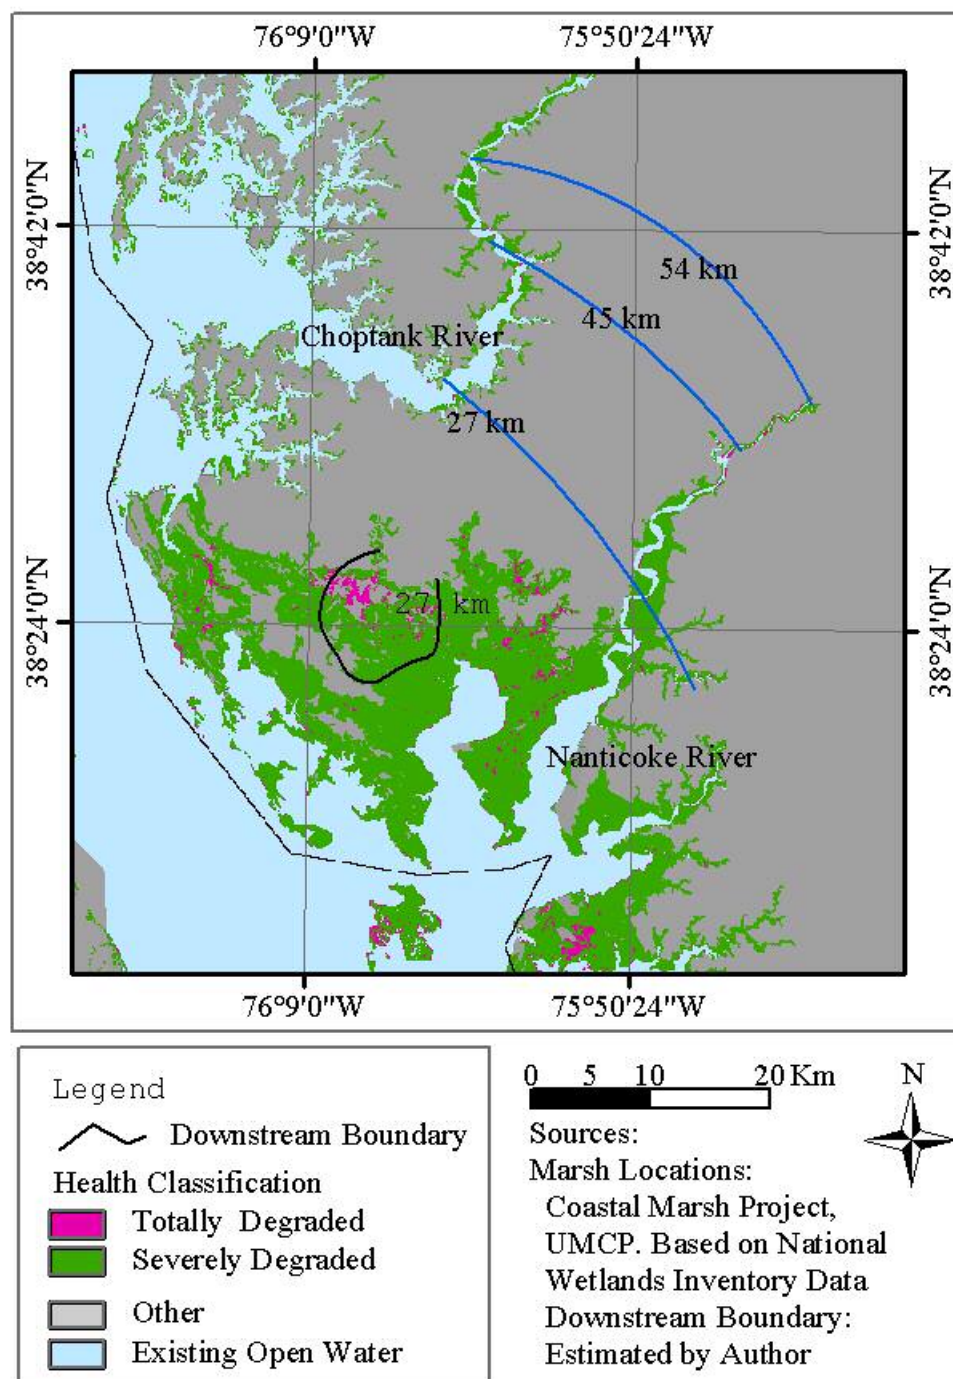 76°9'0"W 75°50'24"W
38°42'0"N 38°42'0"N
54 km
45 km
Choptank River
27 km
27 km
38°24'0"N 38°24'0"N
Nanticoke River
76°9'0"W 75°50'24"W
Legend
Downstream Boundary
Health Classification
Totally Degraded
Severely Degraded
Other
Existing Open Water
0 5 10 20 Km
N
Sources:
Marsh Locations:
Coastal Marsh Project,
UMCP. Based on National
Wetlands Inventory Data
Downstream Boundary:
Estimated by Author